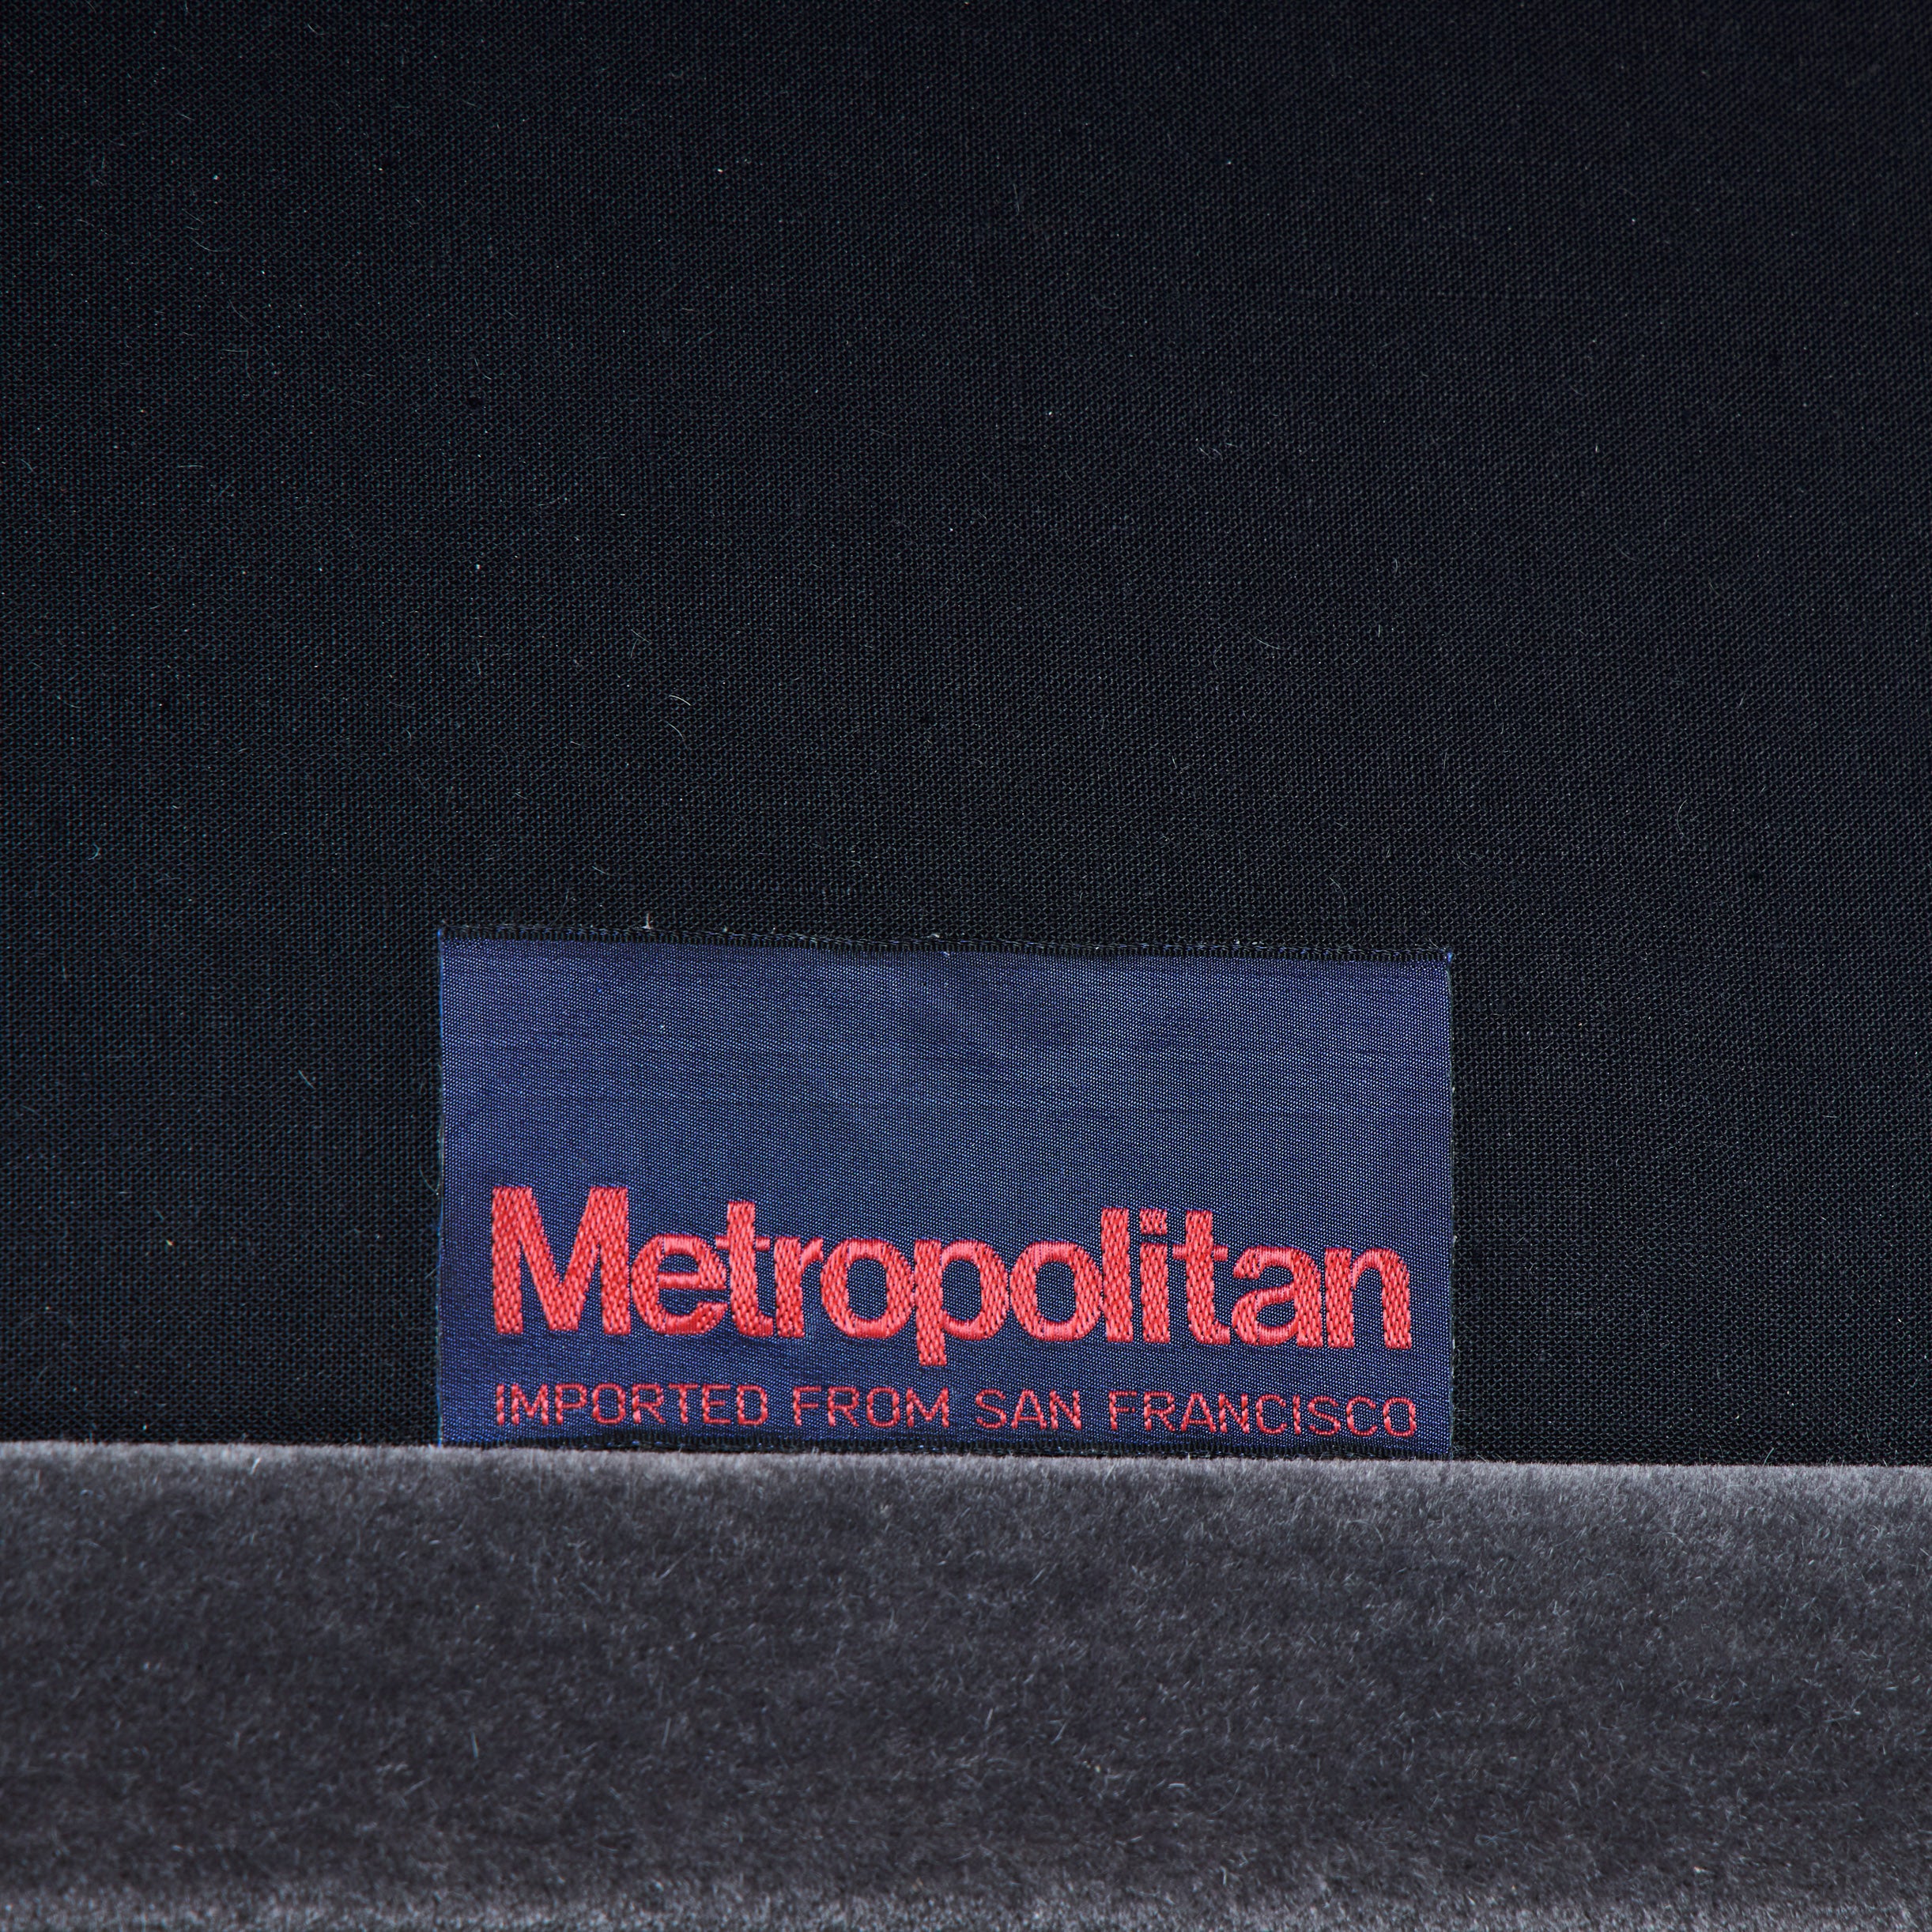 Metropolitan
IMPORTED FROM SAN FRANCISCO